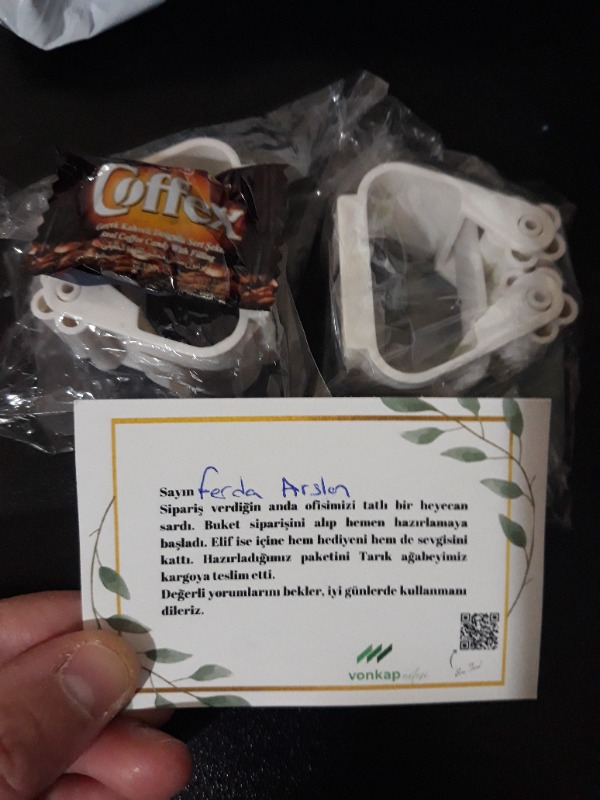 Coffex
Sayın Ferda Arslan
Sipariş verdiğin anda ofisimizi tatlı bir heyecan
sardı. Buket siparişini alıp hemen hazırlamaya
başladı. Elif ise içine hem hediyeni hem de sevgisini
kattı. Hazırladığımız paketini Tarık ağabeyimiz
kargoya teslim etti.
Değerli yorumlarını bekler, iyi günlerde kullanmanı
dileriz.
vonkap